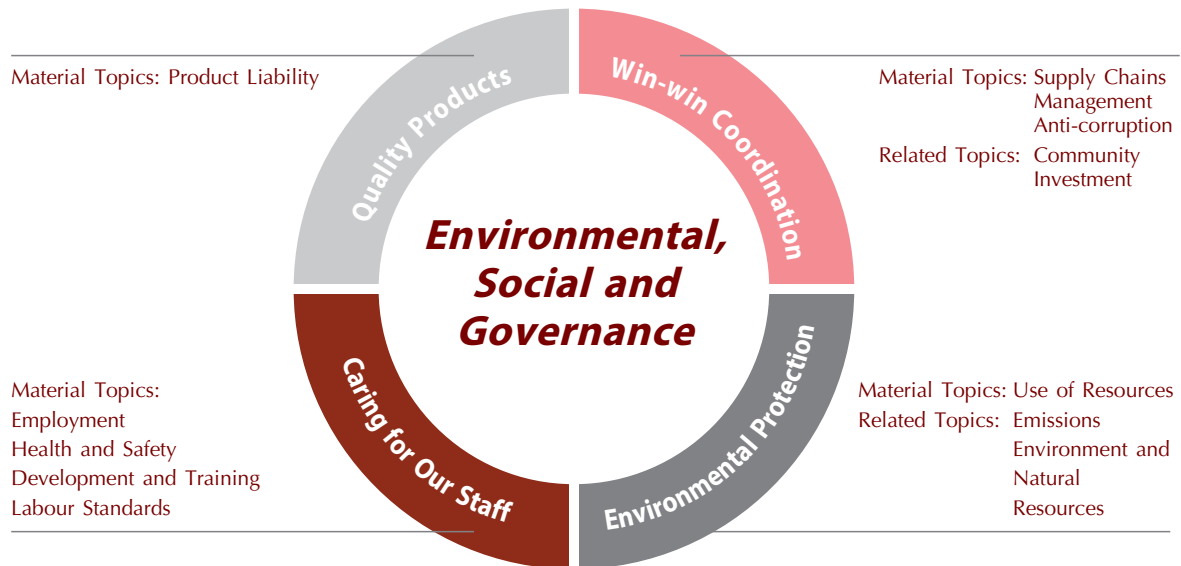 Material Topics: Product Liability
Quality Products
Win-win Coordination
Material Topics: Supply Chains
Management
Anti-corruption
Related Topics: Community
Investment
Environmental,
Social and
Governance
Material Topics:
Employment
Health and Safety
Development and Training
Labour Standards
Caring for Our Staff
Environmental Protection
Material Topics: Use of Resources
Related Topics: Emissions
Environment and
Natural
Resources